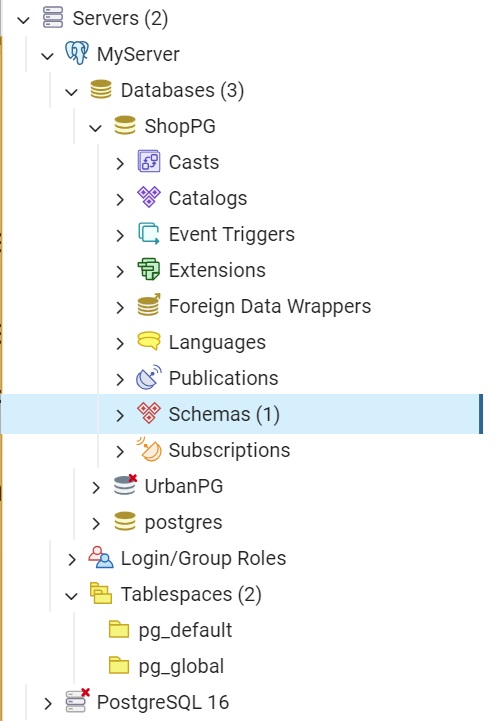 Servers (2)
MyServer
Databases (3)
ShopPG
Casts
Catalogs
Event Triggers
Extensions
Foreign Data Wrappers
Languages
Publications
Schemas (1)
Subscriptions
UrbanPG
postgres
Login/Group Roles
Tablespaces (2)
pg_default
pg_global
PostgreSQL 16